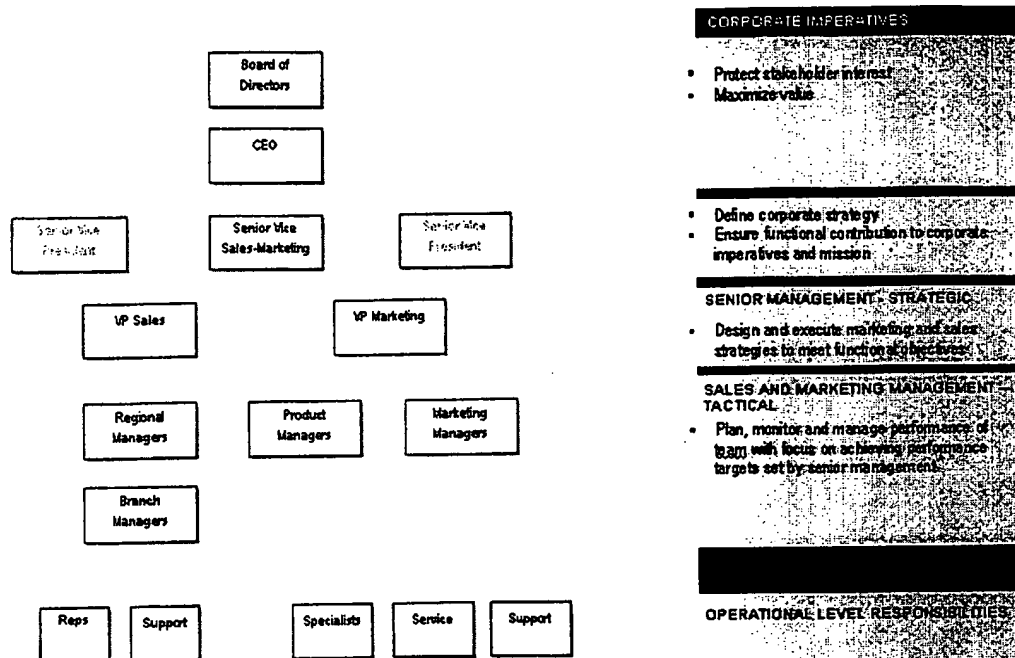 Board of
Directors
CEO
Senior Vice
President
Senior Vice
Sales-Marketing
Senior Vice
President
VP Sales
VP Marketing
Regional
Managers
Product
Managers
Marketing
Managers
Branch
Managers
Reps
Support
Specialists
Service
Support
CORPORATE IMPERATIVES
• Protect stakeholder interest
• Maximize value
• Define corporate strategy
• Ensure functional contribution to corporate
imperatives and mission
SENIOR MANAGEMENT - STRATEGIC
• Design and execute marketing and sales
strategies to meet functional objectives
SALES AND MARKETING MANAGEMENT –
TACTICAL
• Plan, monitor and manage performance of
team with focus on achieving performance
targets set by senior management
OPERATIONAL LEVEL RESPONSIBILITIES